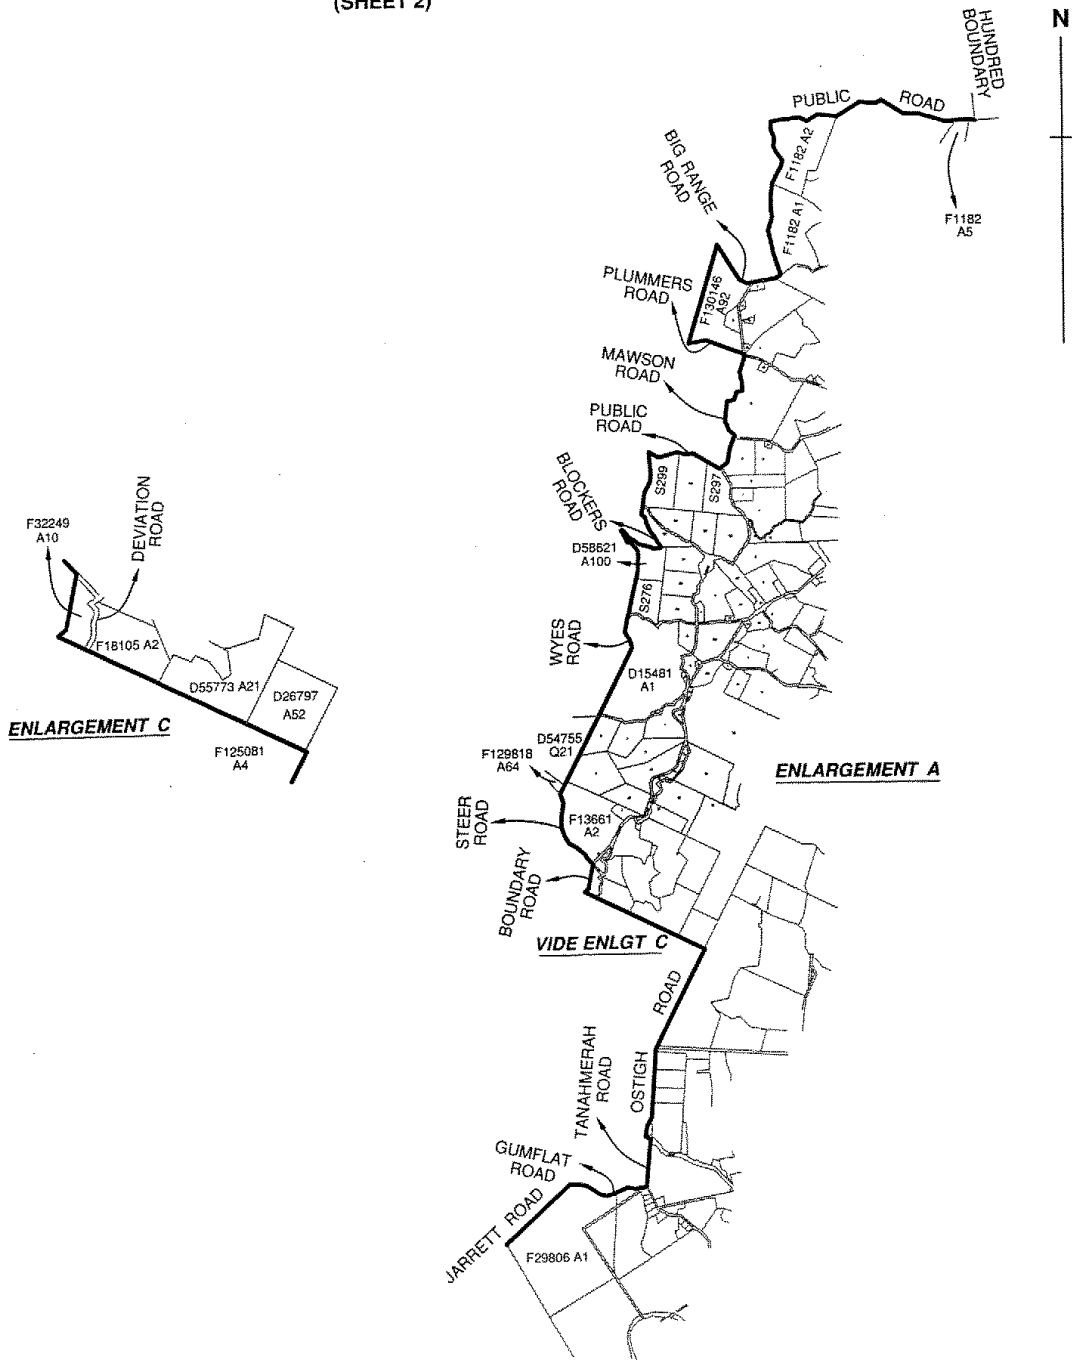 (SHEET 2)
N
HUNDRED
BOUNDARY
PUBLIC ROAD
F1182 A2
BIG RANGE
ROAD
F1182 A1
F1182
A5
PLUMMERS
ROAD
F130146
A92
MAWSON
ROAD
PUBLIC
ROAD
BLOCKERS
ROAD
S299
S297
D58621
A100
S276
WYES
ROAD
D15481
A1
D54755
Q21
F129818
A64
ENLARGEMENT A
STEER
ROAD
F13661
A2
BOUNDARY
ROAD
VIDE ENLGT C
OSTIGH ROAD
TANAHMERAH
ROAD
GUMFLAT
ROAD
JARRETT ROAD
F29806 A1
F32249
A10
DEVIATION
ROAD
F18105 A2
D55773 A21
D26797
A52
ENLARGEMENT C
F125081
A4